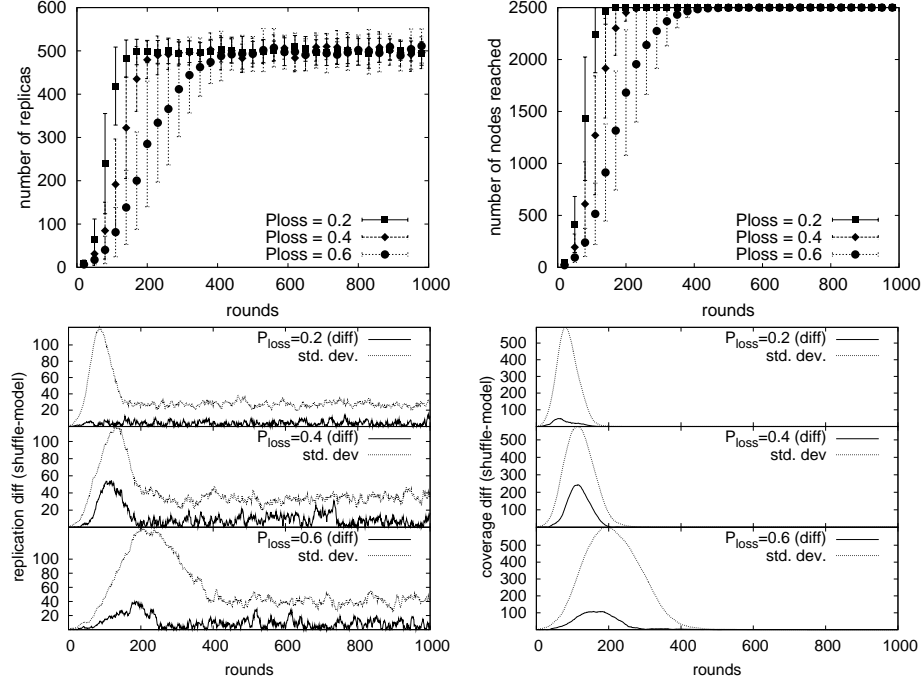 number of replicas
600
500
400
300
200
100
0
0 200 400 600 800 1000
rounds
Ploss = 0.2
Ploss = 0.4
Ploss = 0.6
number of nodes reached
2500
2000
1500
1000
500
0
0 200 400 600 800 1000
rounds
Ploss = 0.2
Ploss = 0.4
Ploss = 0.6
replication diff (shuffle-model)
100
80
60
40
20
P_loss=0.2 (diff)
std. dev.
100
80
60
40
20
P_loss=0.4 (diff)
std. dev
100
80
60
40
20
P_loss=0.6 (diff)
std. dev.
0 200 400 600 800 1000
rounds
coverage diff (shuffle-model)
600
500
400
300
200
100
P_loss=0.2 (diff)
std. dev.
500
400
300
200
100
P_loss=0.4 (diff)
std. dev
500
400
300
200
100
P_loss=0.6 (diff)
std. dev.
0 200 400 600 800 1000
rounds